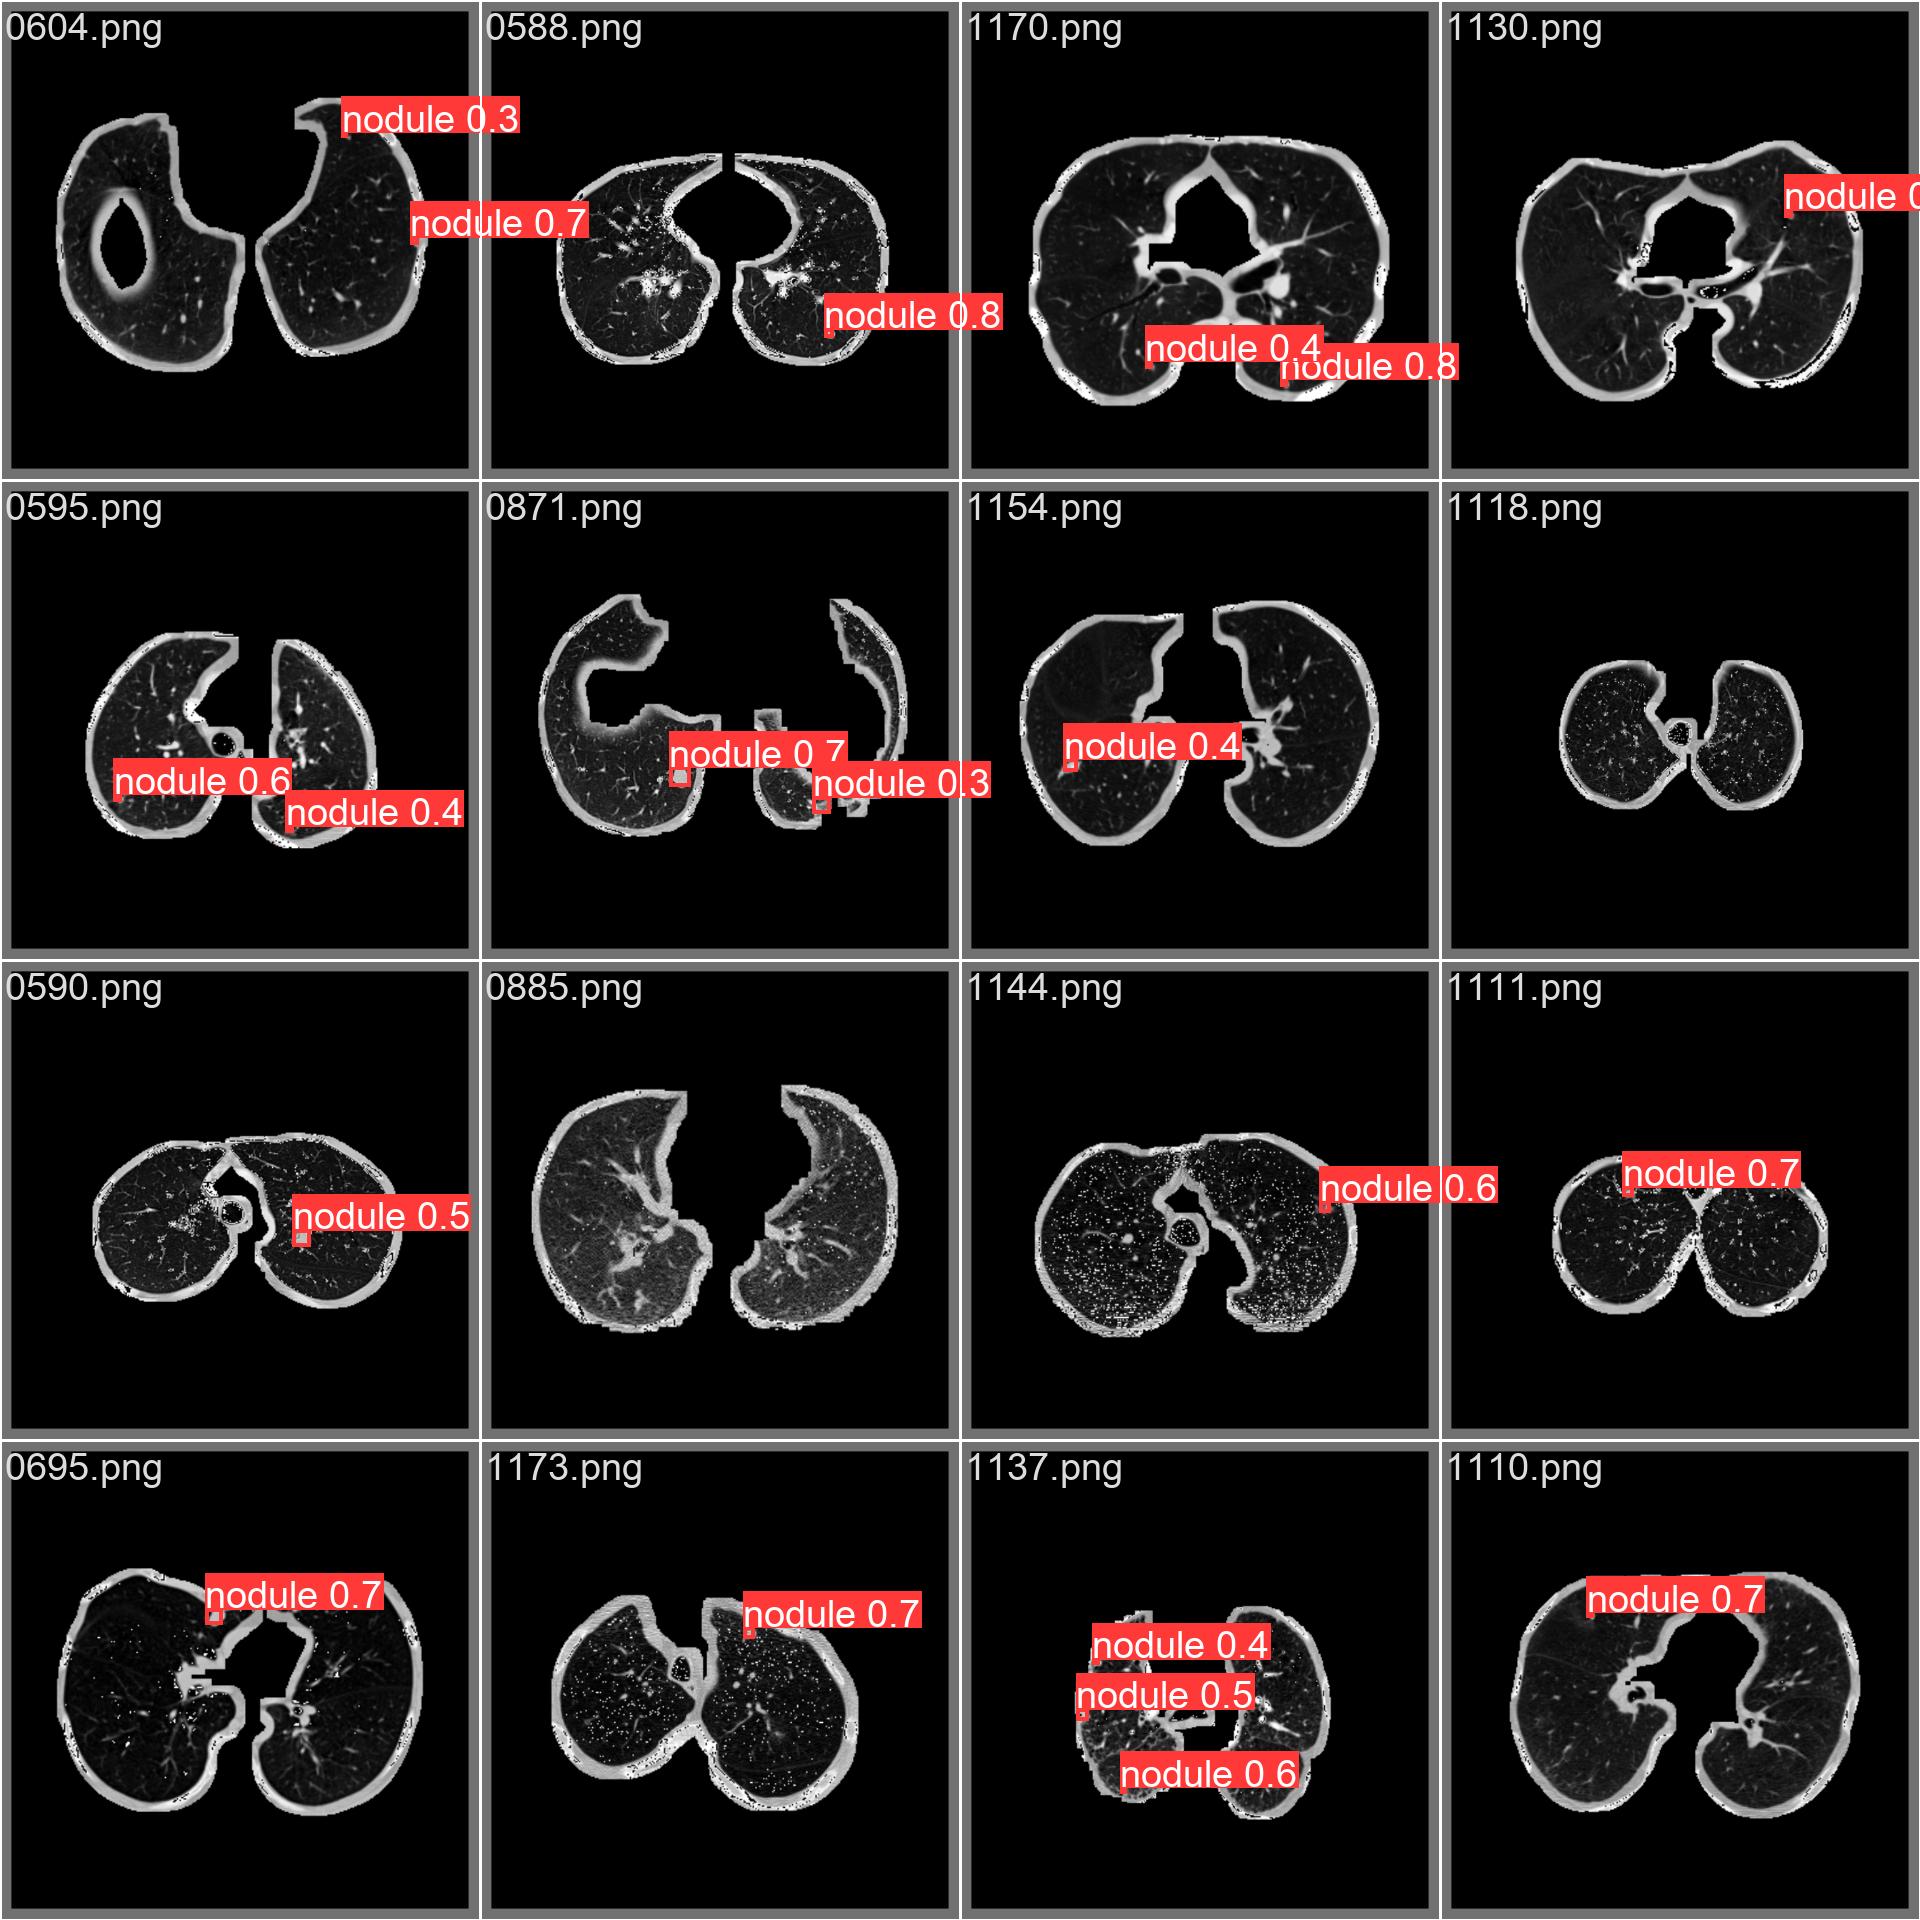 0604.png
nodule 0.3
nodule 0.7
0588.png
nodule 0.8
1170.png
nodule 0.4
nodule 0.8
1130.png
nodule
0595.png
nodule 0.6
nodule 0.4
0871.png
nodule 0.7
nodule 0.3
1154.png
nodule 0.4
1118.png
0590.png
nodule 0.5
0885.png
1144.png
nodule 0.6
1111.png
nodule 0.7
0695.png
nodule 0.7
1173.png
nodule 0.7
1137.png
nodule 0.4
nodule 0.5
nodule 0.6
1110.png
nodule 0.7